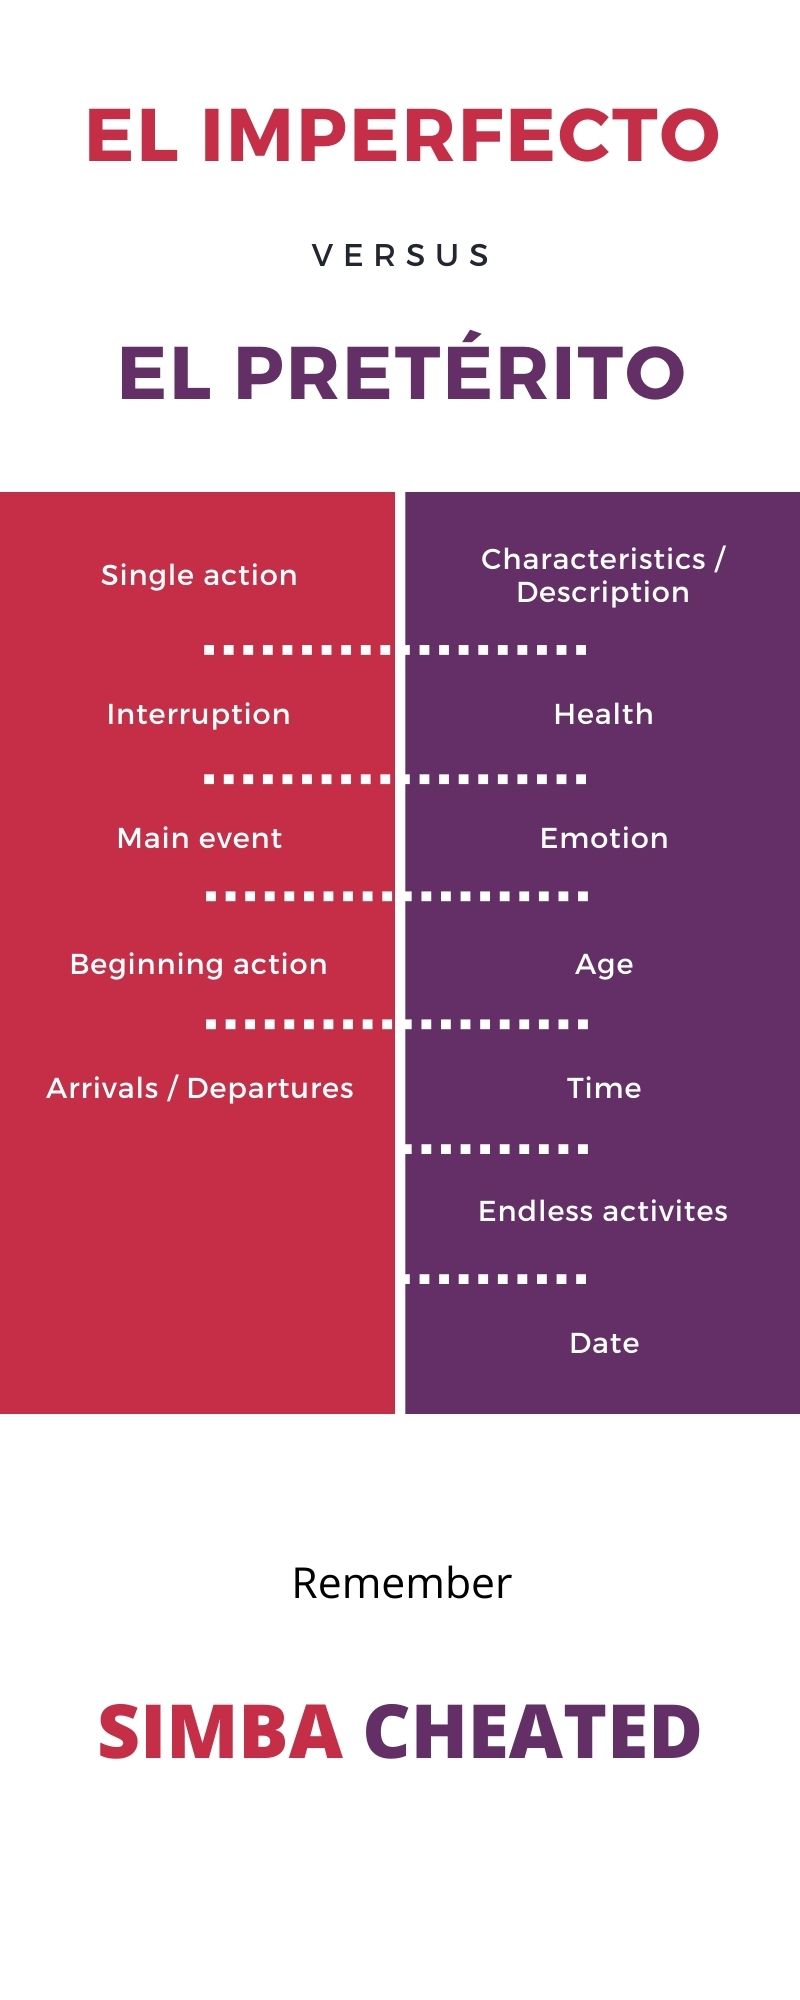 EL IMPERFECTO
VERSUS
EL PRETÉRITO
Single action
Interruption
Main event
Beginning action
Arrivals / Departures
Characteristics /
Description
Health
Emotion
Age
Time
Endless activites
Date
Remember
SIMBA CHEATED